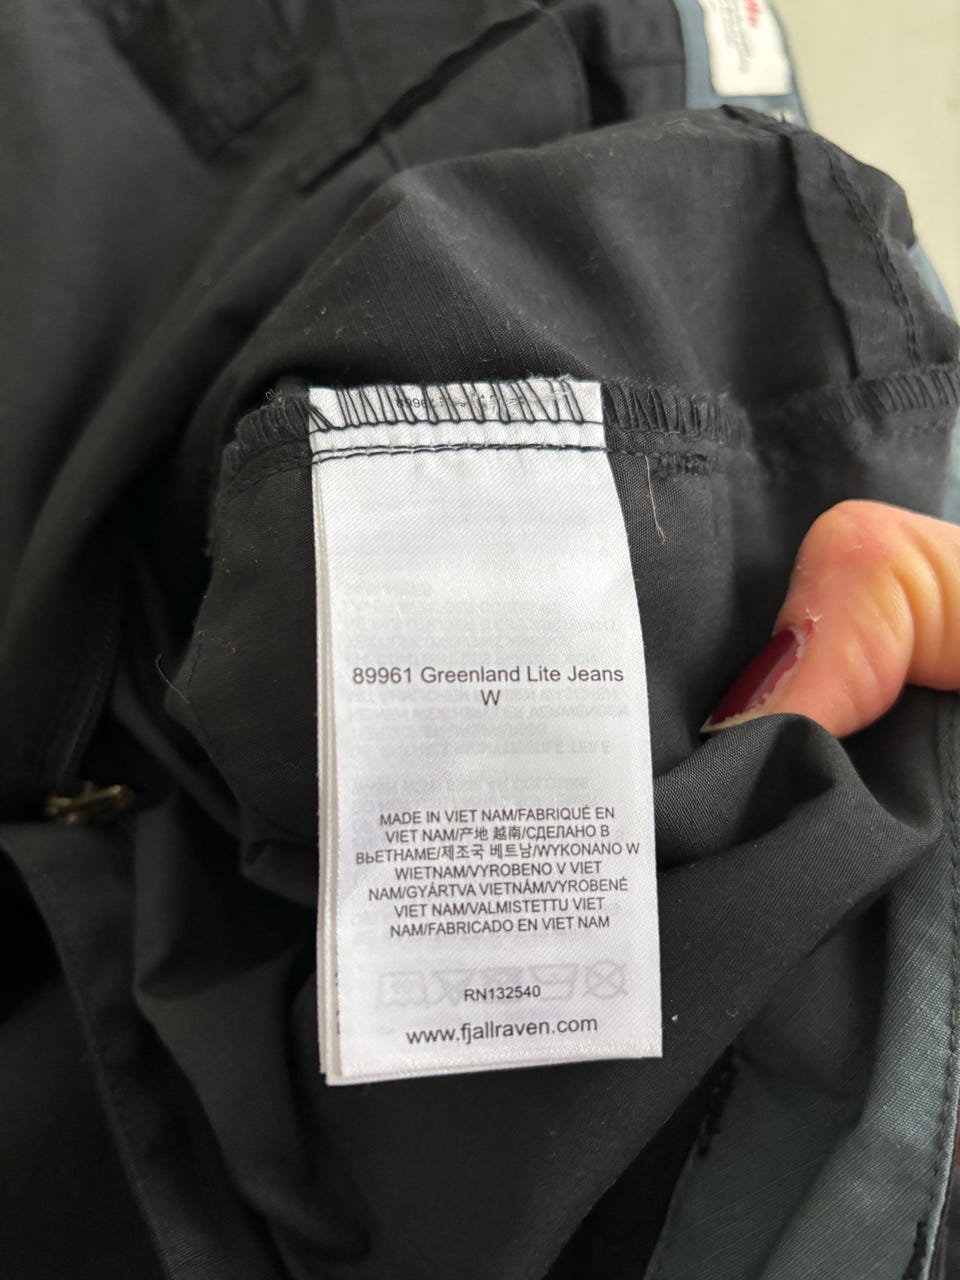 89961 Greenland Lite Jeans
W
MADE IN VIET NAM/FABRIQUÉ EN
VIET NAM/产地 越南/СДЕЛАНО В
ВЬЕТНАМЕ/제조국 베트남/WYKONANO W
WIETNAM/VYROBENO V VIET
NAM/GYÁRTVA VIETNÁM/VYROBENÉ
VIET NAM/VALMISTETTU VIET
NAM/FABRICADO EN VIET NAM
RN132540
www.fjallraven.com